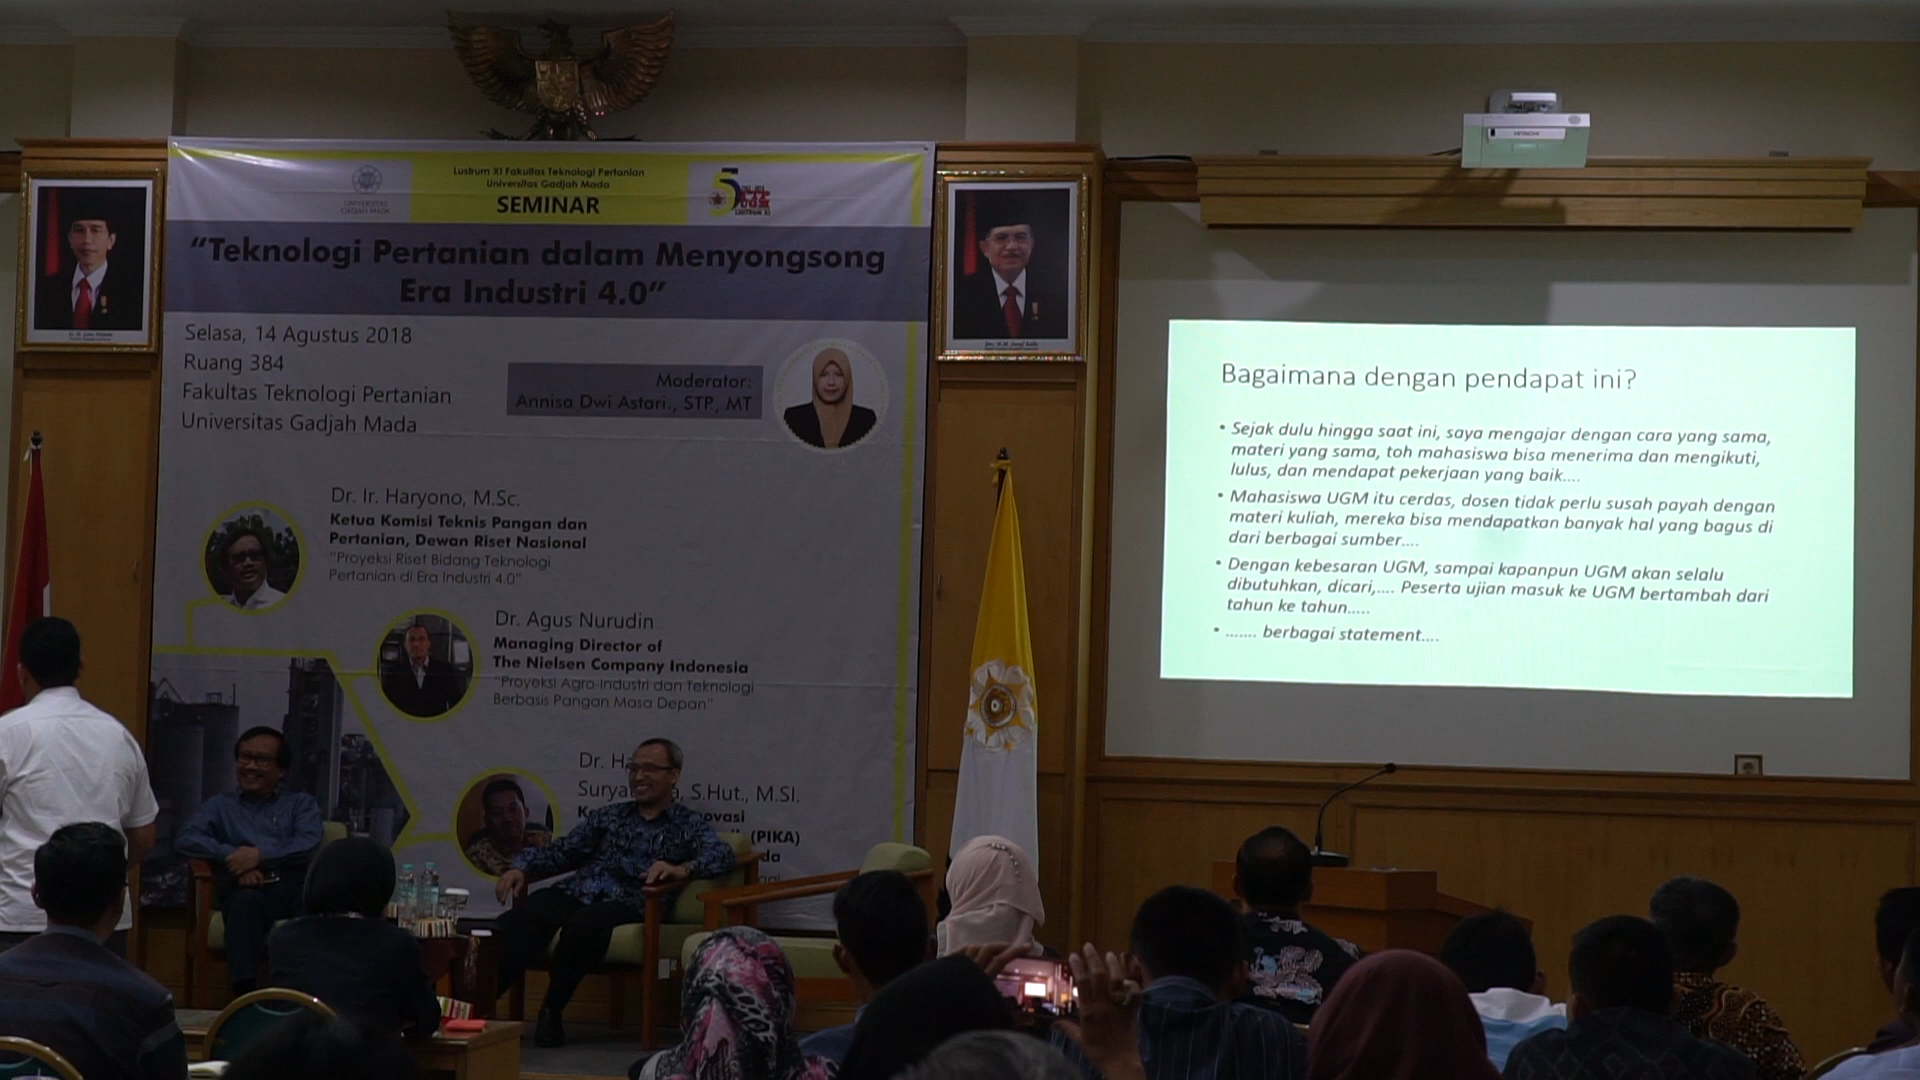 Lustrum XI Fakultas Teknologi Pertanian
Universitas Gadjah Mada
SEMINAR
UNIVERSITAS
GADJAH MADA
LUSTRUM XI
“Teknologi Pertanian dalam Menyongsong
Era Industri 4.0”
Selasa, 14 Agustus 2018
Ruang 384
Fakultas Teknologi Pertanian
Universitas Gadjah Mada
Moderator:
Annisa Dwi Astari., STP., MT
Dr. Ir. Haryono, M.Sc.
Ketua Komisi Teknis Pangan dan
Pertanian, Dewan Riset Nasional
“Proyeksi Riset Bidang Teknologi
Pertanian di Era Industri 4.0”
Dr. Agus Nurudin
Managing Director of
The Nielsen Company Indonesia
“Proyeksi Agro-Industri dan Teknologi
Berbasis Pangan Masa Depan”
Dr.
S.Hut., M.SI.
(PIKA)
HITACHI
Bagaimana dengan pendapat ini?
• Sejak dulu hingga saat ini, saya mengajar dengan cara yang sama,
materi yang sama, toh mahasiswa bisa menerima dan mengikuti,
lulus, dan mendapat pekerjaan yang baik....
• Mahasiswa UGM itu cerdas, dosen tidak perlu susah payah dengan
materi kuliah, mereka bisa mendapatkan banyak hal yang bagus di
dari berbagai sumber....
• Dengan kebesaran UGM, sampai kapanpun UGM akan selalu
dibutuhkan, dicari,.... Peserta ujian masuk ke UGM bertambah dari
tahun ke tahun.....
• ....... berbagai statement....